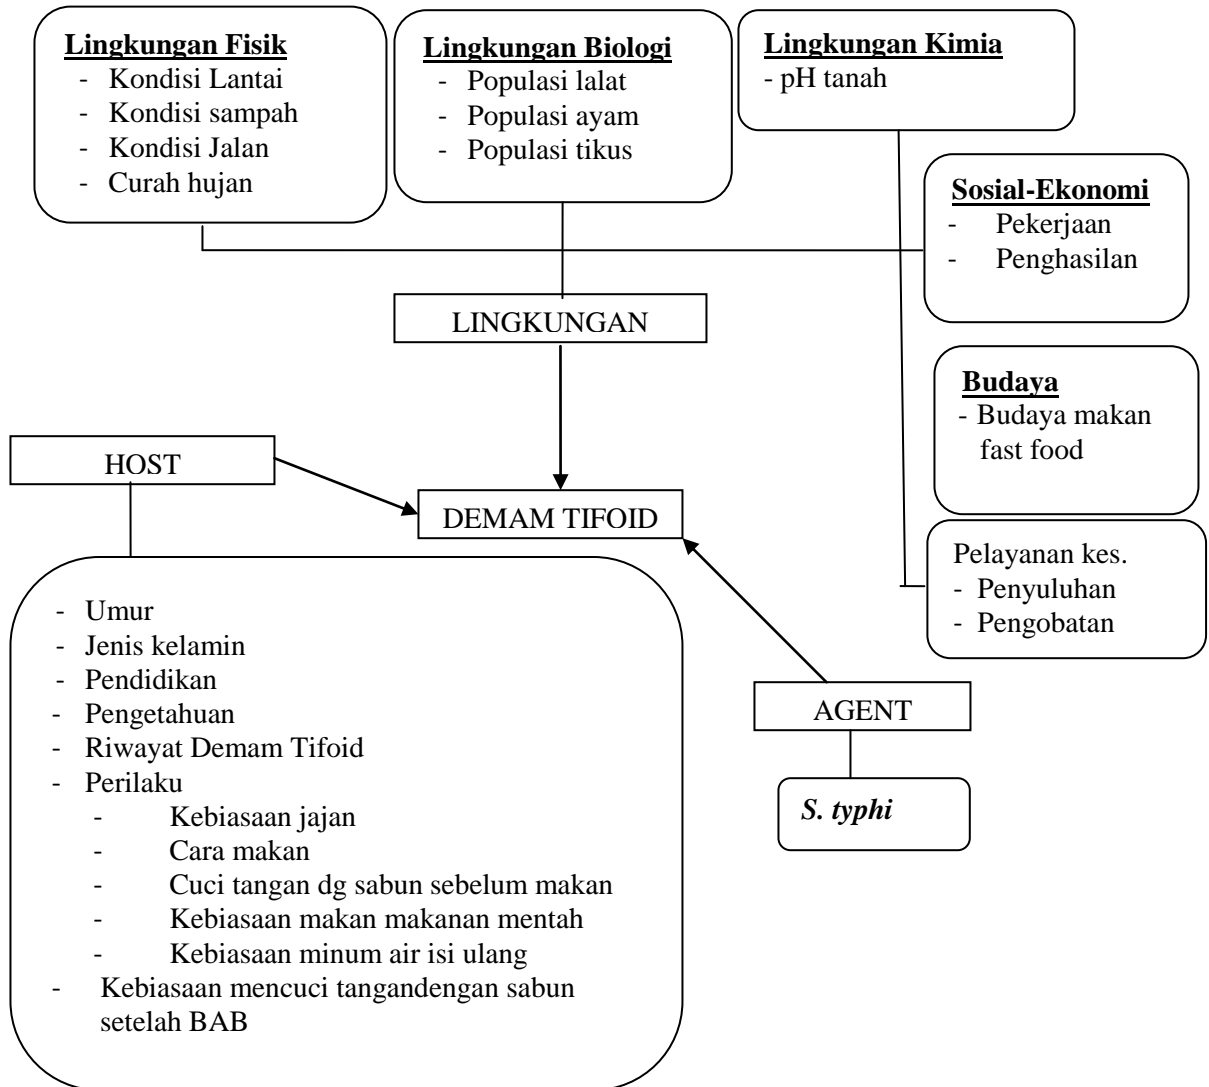 Lingkungan Fisik
- Kondisi Lantai
- Kondisi sampah
- Kondisi Jalan
- Curah hujan
Lingkungan Biologi
- Populasi lalat
- Populasi ayam
- Populasi tikus
Lingkungan Kimia
- pH tanah
Sosial-Ekonomi
- Pekerjaan
- Penghasilan
LINGKUNGAN
Budaya
- Budaya makan
fast food
HOST
DEMAM TIFOID
Pelayanan kes.
- Penyuluhan
- Pengobatan
- Umur
- Jenis kelamin
- Pendidikan
- Pengetahuan
- Riwayat Demam Tifoid
- Perilaku
- Kebiasaan jajan
- Cara makan
- Cuci tangan dg sabun sebelum makan
- Kebiasaan makan makanan mentah
- Kebiasaan minum air isi ulang
- Kebiasaan mencuci tangandengan sabun
setelah BAB
AGENT
S. typhi